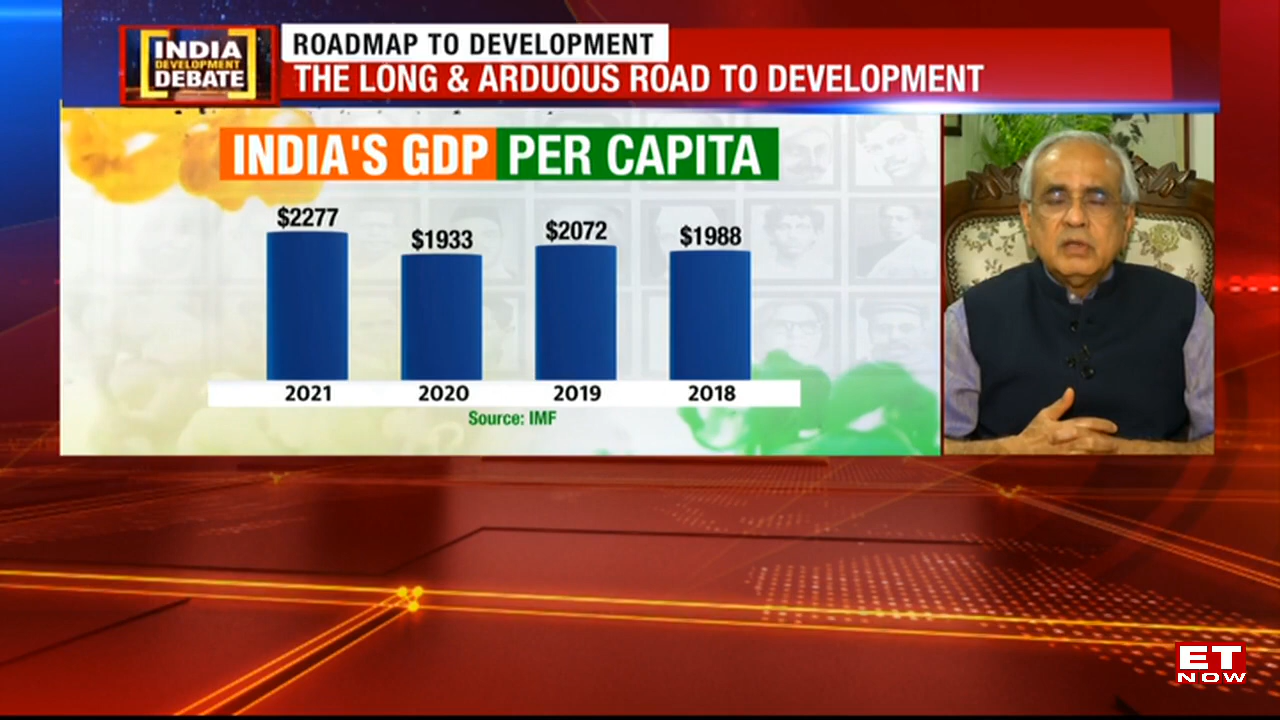 INDIA
DEVELOPMENT
DEBATE
ROADMAP TO DEVELOPMENT
THE LONG & ARDUOUS ROAD TO DEVELOPMENT
INDIA'S GDP PER CAPITA
$2277
$1933
$2072
$1988
2021
2020
2019
2018
Source: IMF
ET
NOW